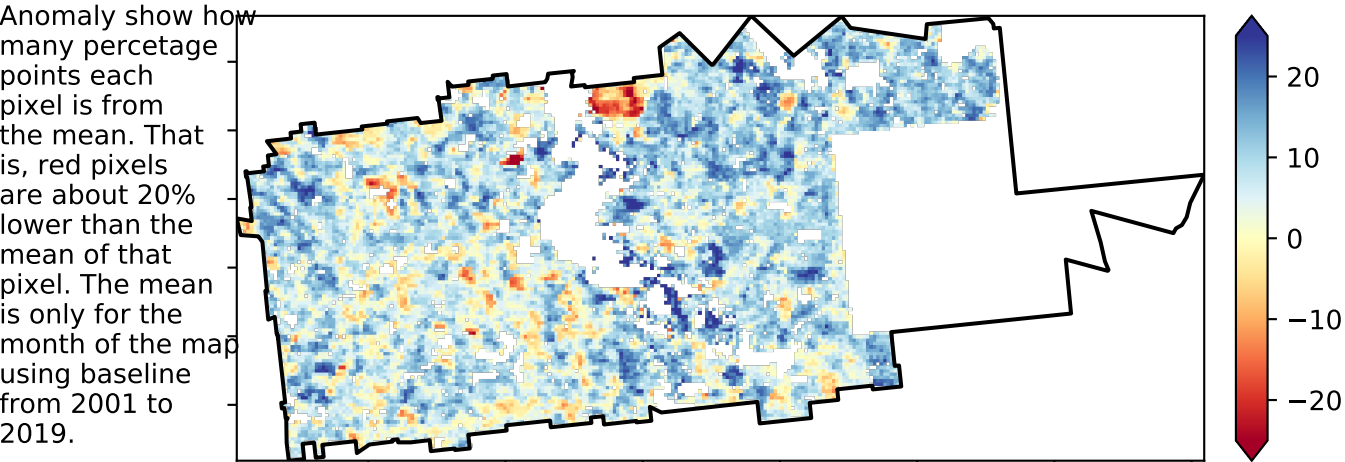 Anomaly show how
many percetage
points each
pixel is from
the mean. That
is, red pixels
are about 20%
lower than the
mean of that
pixel. The mean
is only for the
month of the map
using baseline
from 2001 to
2019.
20
10
0
−10
−20